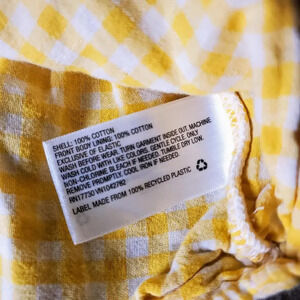 SHELL: 100% COTTON
FRONT BODY LINING: 100% COTTON
EXCLUSIVE OF ELASTIC
WASH BEFORE WEAR. TURN GARMENT INSIDE OUT. MACHINE
WASH COLD WITH LIKE COLORS. GENTLE CYCLE. ONLY
NON-CHLORINE BLEACH IF NEEDED. TUMBLE DRY LOW.
REMOVE PROMPTLY. COOL IRON IF NEEDED.
LABEL MADE FROM 100% RECYCLED PLASTIC